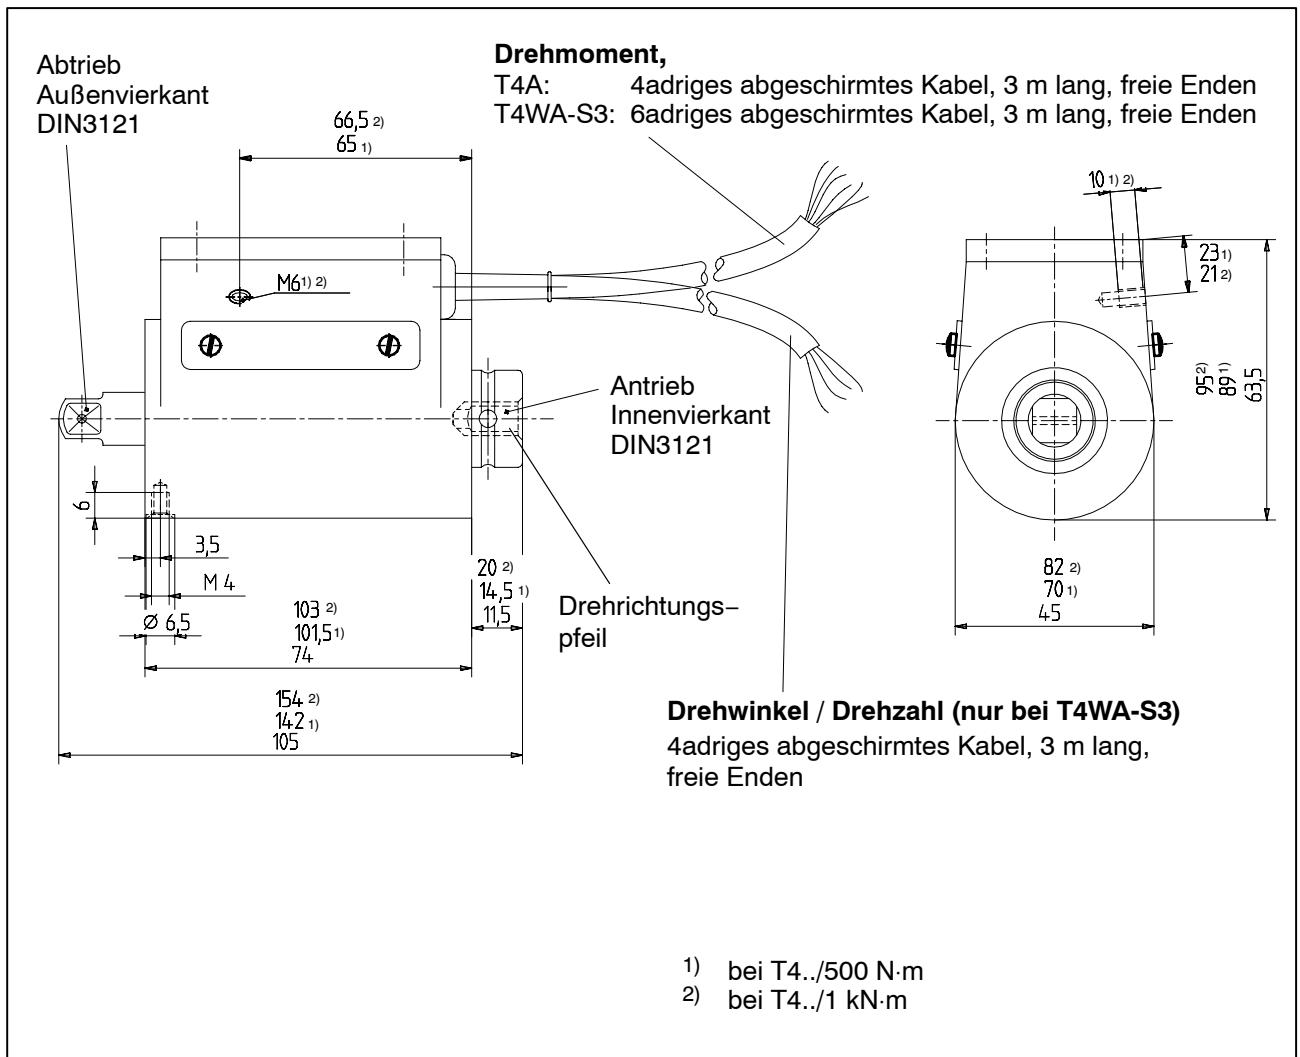 Abtrieb
Außenvierkant
DIN3121
Drehmoment,
T4A: 4adriges abgeschirmtes Kabel, 3 m lang, freie Enden
T4WA-S3: 6adriges abgeschirmtes Kabel, 3 m lang, freie Enden
66,5 2)
65 1)
M6 1) 2)
10 1) 2)
23 1)
21 2)
95 2)
89 1)
63,5
Antrieb
Innenvierkant
DIN3121
6
3,5
M 4
Ø 6,5
103 2)
101,5 1)
74
20 2)
14,5 1)
11,5
154 2)
142 1)
105
Drehrichtungs–
pfeil
82 2)
70 1)
45
Drehwinkel / Drehzahl (nur bei T4WA-S3)
4adriges abgeschirmtes Kabel, 3 m lang,
freie Enden
1) bei T4../500 N·m
2) bei T4../1 kN·m